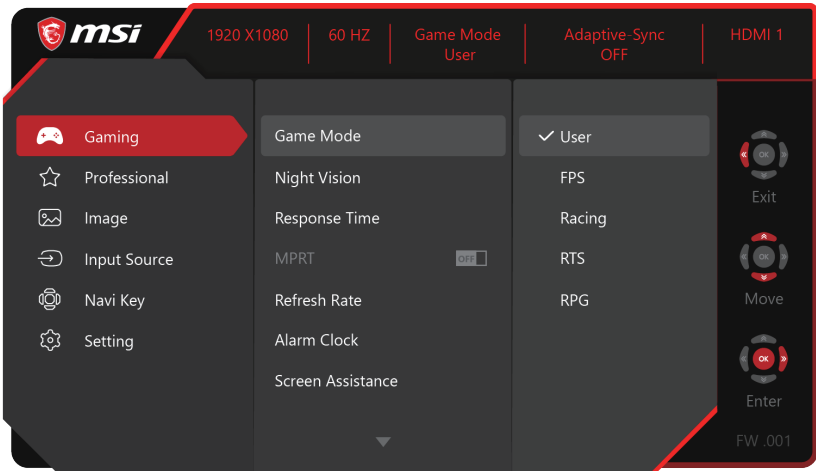 msi
1920 X1080
60 HZ
Game Mode
User
Adaptive-Sync
OFF
HDMI 1
Gaming
Professional
Image
Input Source
Navi Key
Setting
Game Mode
Night Vision
Response Time
MPRT
OFF
Refresh Rate
Alarm Clock
Screen Assistance
User
FPS
Racing
RTS
RPG
OK
Exit
OK
Move
OK
Enter
FW .001